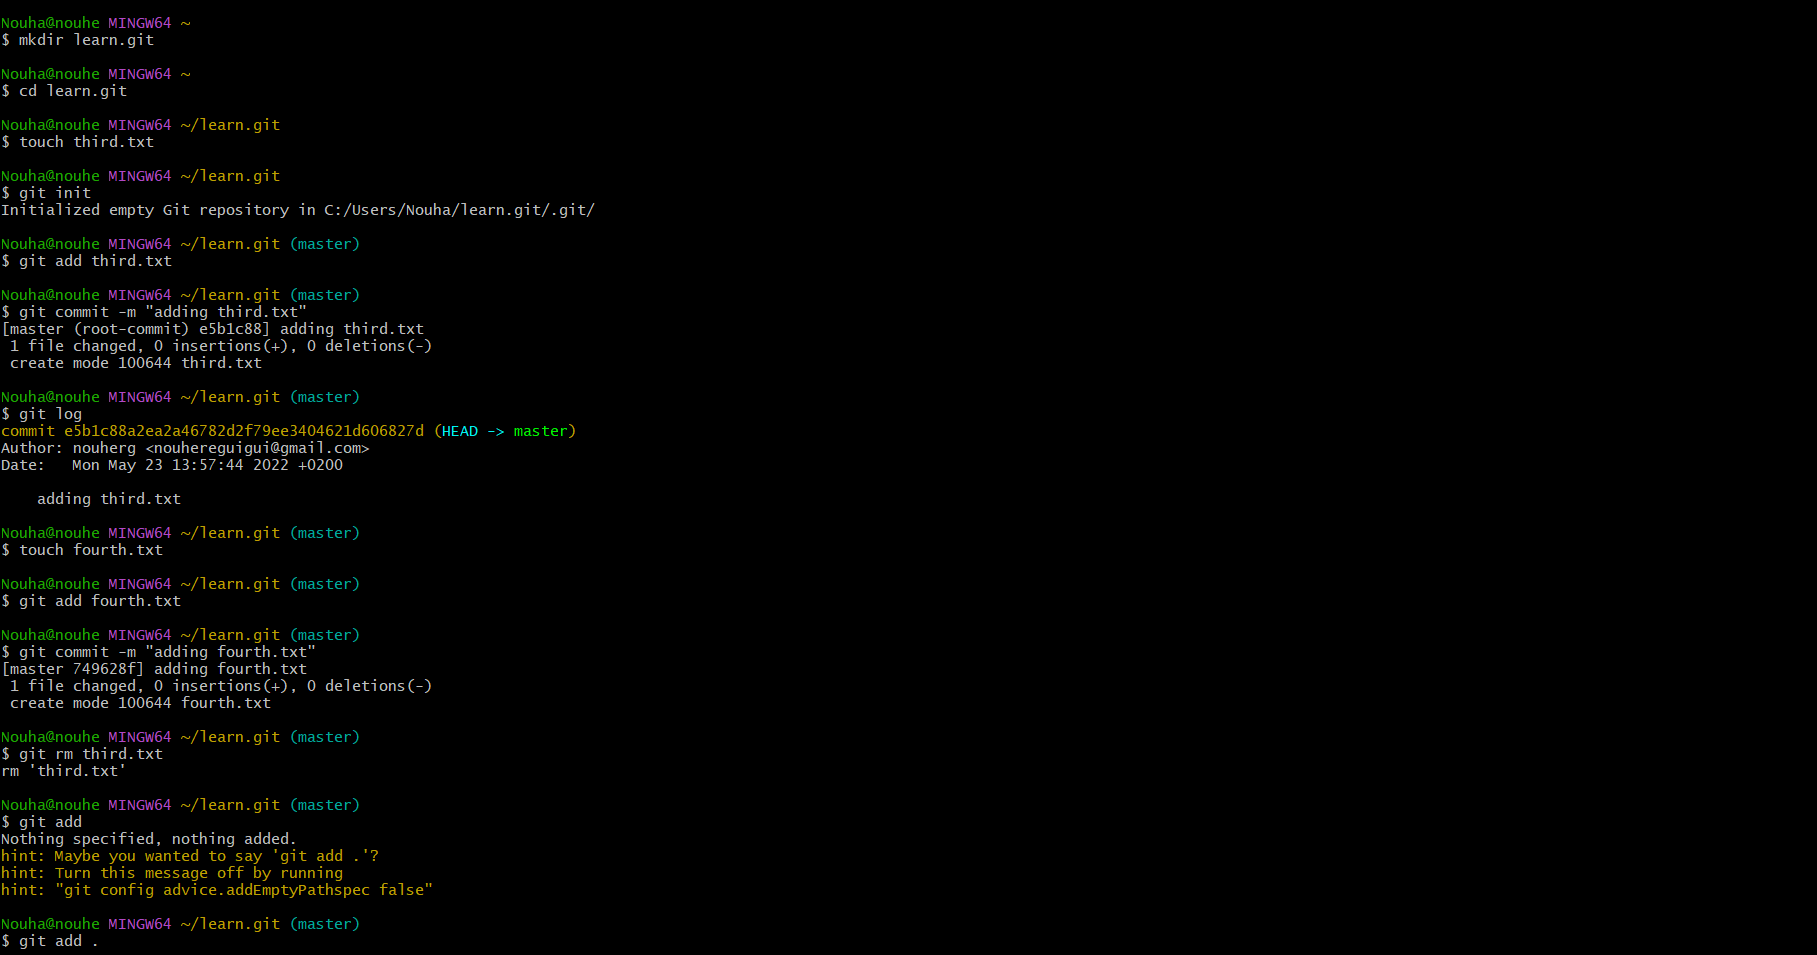 Nouha@nouhe MINGW64 ~
$ mkdir learn.git
Nouha@nouhe MINGW64 ~
$ cd learn.git
Nouha@nouhe MINGW64 ~/learn.git
$ touch third.txt
Nouha@nouhe MINGW64 ~/learn.git
$ git init
Initialized empty Git repository in C:/Users/Nouha/learn.git/.git/
Nouha@nouhe MINGW64 ~/learn.git (master)
$ git add third.txt
Nouha@nouhe MINGW64 ~/learn.git (master)
$ git commit -m "adding third.txt"
[master (root-commit) e5b1c88] adding third.txt
 1 file changed, 0 insertions(+), 0 deletions(-)
 create mode 100644 third.txt
Nouha@nouhe MINGW64 ~/learn.git (master)
$ git log
commit e5b1c88a2ea2a46782d2f79ee3404621d606827d (HEAD -> master)
Author: nouherg <nouhereguigui@gmail.com>
Date:   Mon May 23 13:57:44 2022 +0200
    adding third.txt
Nouha@nouhe MINGW64 ~/learn.git (master)
$ touch fourth.txt
Nouha@nouhe MINGW64 ~/learn.git (master)
$ git add fourth.txt
Nouha@nouhe MINGW64 ~/learn.git (master)
$ git commit -m "adding fourth.txt"
[master 749628f] adding fourth.txt
 1 file changed, 0 insertions(+), 0 deletions(-)
 create mode 100644 fourth.txt
Nouha@nouhe MINGW64 ~/learn.git (master)
$ git rm third.txt
rm 'third.txt'
Nouha@nouhe MINGW64 ~/learn.git (master)
$ git add
Nothing specified, nothing added.
hint: Maybe you wanted to say 'git add .'?
hint: Turn this message off by running
hint: "git config advice.addEmptyPathspec false"
Nouha@nouhe MINGW64 ~/learn.git (master)
$ git add .